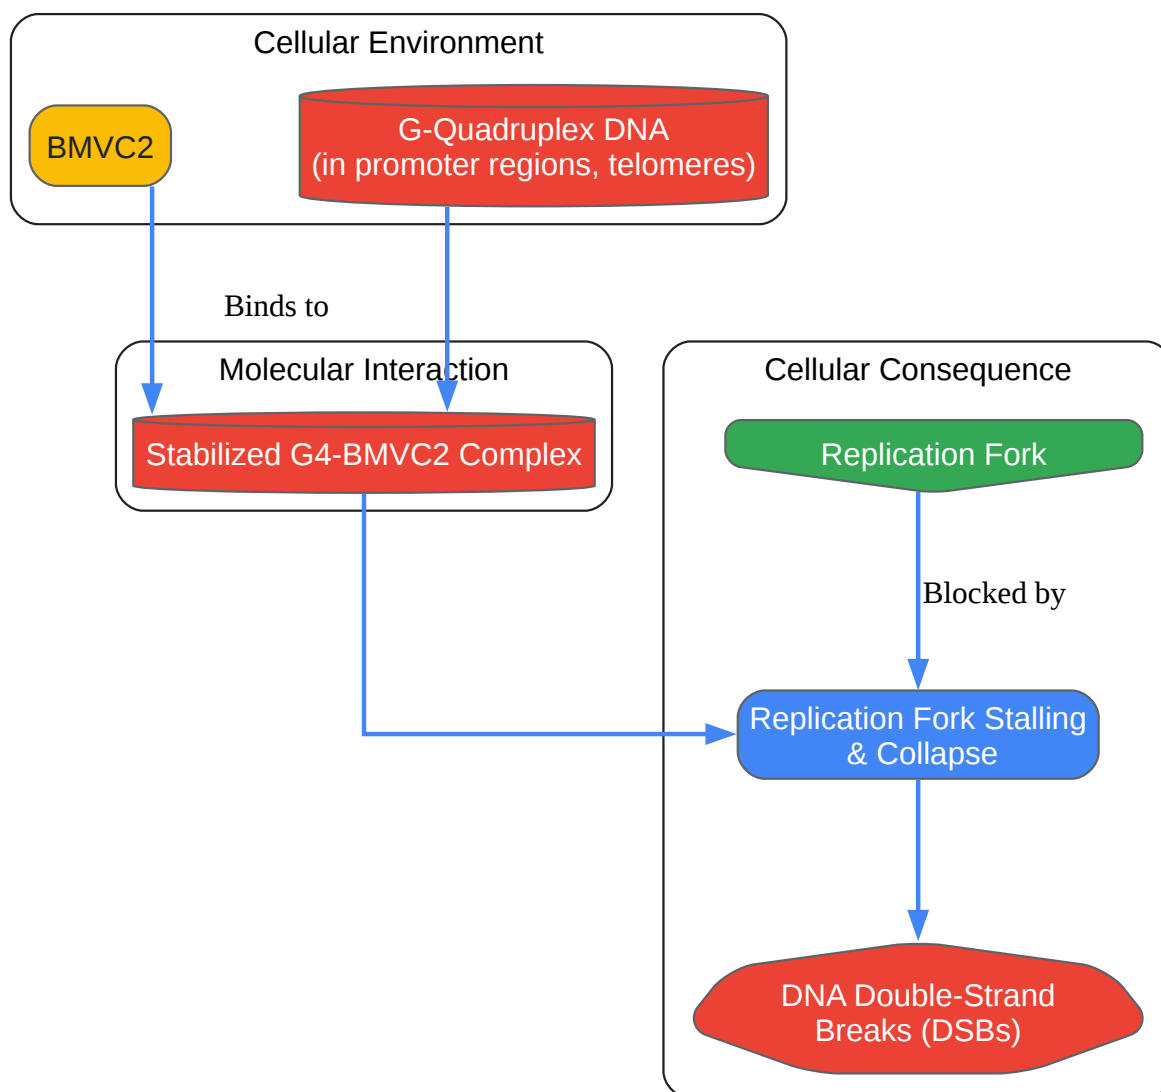 Cellular Environment
BMVC2
G-Quadruplex DNA
(in promoter regions, telomeres)
Binds to
Molecular Interaction
Stabilized G4-BMVC2 Complex
Cellular Consequence
Replication Fork
Blocked by
Replication Fork Stalling
& Collapse
DNA Double-Strand
Breaks (DSBs)